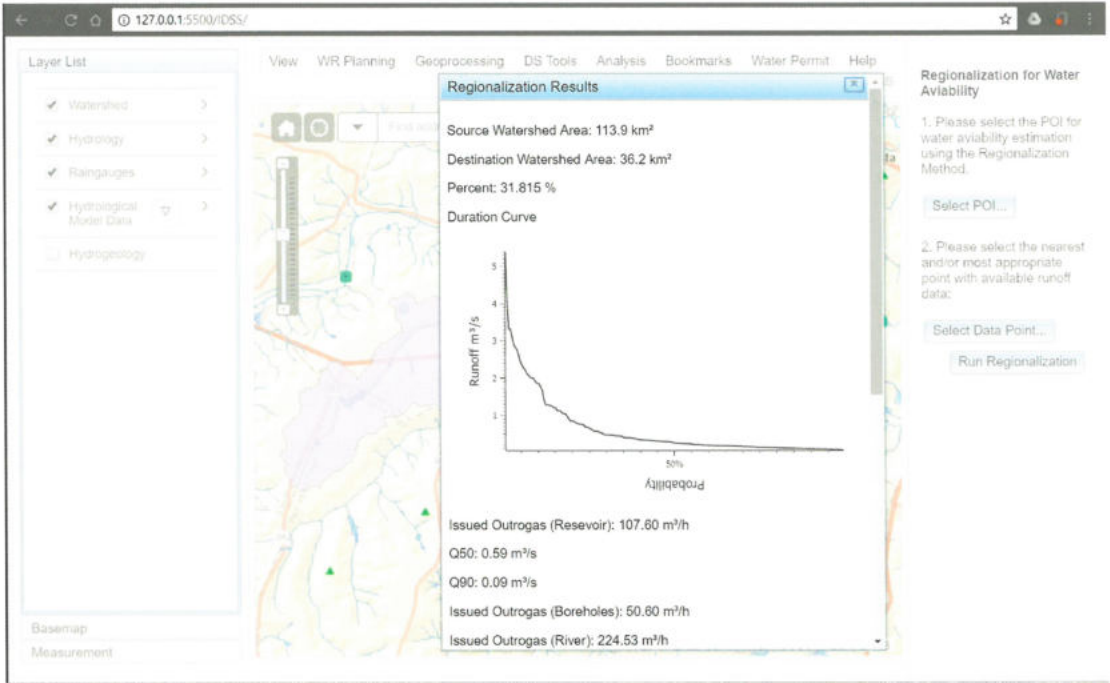 127.0.0.1:5500/IDSS/
Layer List
Watershed
Hydrology
Raingauges
Hydrological
Model Data
Hydrogeology
Basemap
Measurement
View WR Planning Geoprocessing DS Tools Analysis Bookmarks Water Permit Help
Find
Regionalization Results
Source Watershed Area: 113.9 km²
Destination Watershed Area: 36.2 km²
Percent: 31.815 %
Duration Curve
5
4
3
2
1
Runoff m³/s
50%
Probability
Issued Outrogas (Resevoir): 107.60 m³/h
Q50: 0.59 m³/s
Q90: 0.09 m³/s
Issued Outrogas (Boreholes): 50.60 m³/h
Issued Outrogas (River): 224.53 m³/h
Regionalization for Water
Aviability
1. Please select the POI for
water aviability estimation
using the Regionalization
Method.
Select POI...
2. Please select the nearest
and/or most appropriate
point with available runoff
data:
Select Data Point...
Run Regionalization